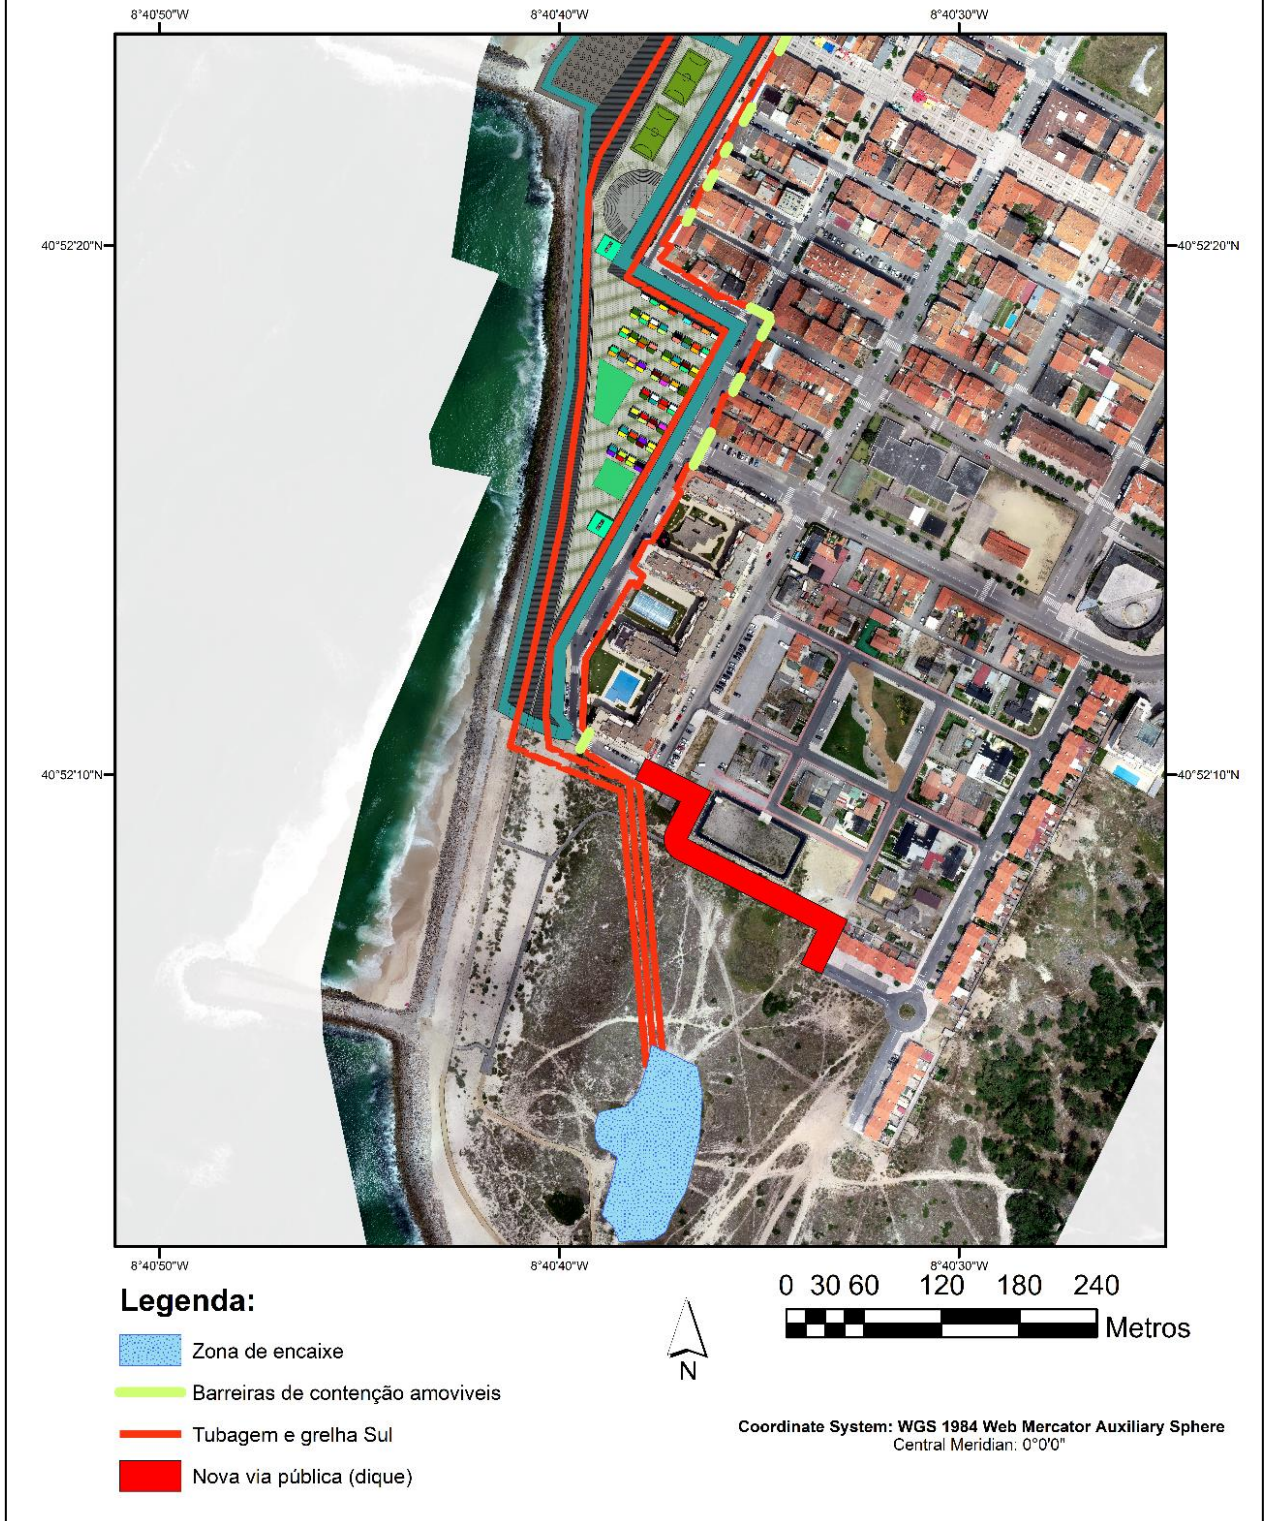 8°40'50"W 8°40'40"W 8°40'30"W
40°52'20"N 40°52'20"N
40°52'10"N 40°52'10"N
8°40'50"W 8°40'40"W 8°40'30"W
Legenda:
Zona de encaixe
Barreiras de contenção amoviveis
Tubagem e grelha Sul
Nova via pública (dique)
N
0 30 60 120 180 240
Metros
Coordinate System: WGS 1984 Web Mercator Auxiliary Sphere
Central Meridian: 0°0'0"